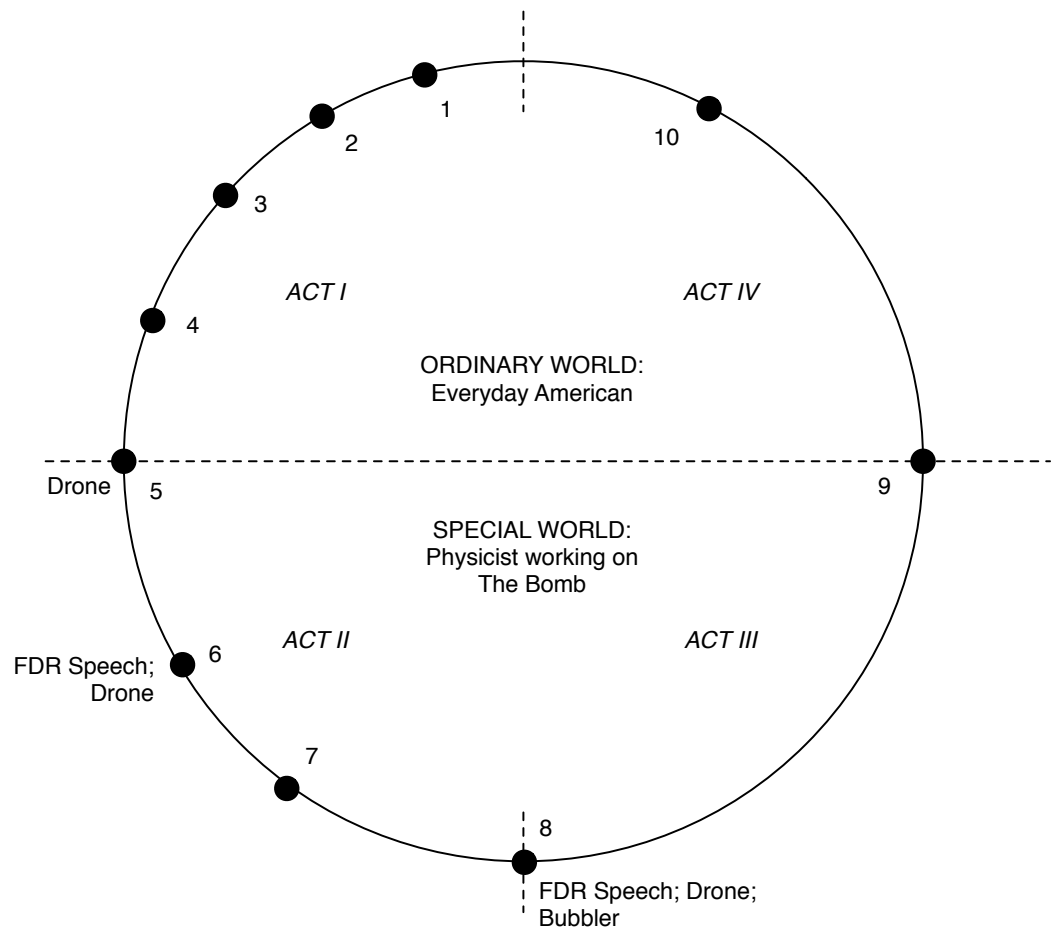 1
10
2
3
ACT I
ACT IV
4
ORDINARY WORLD:
Everyday American
Drone
5
9
SPECIAL WORLD:
Physicist working on
The Bomb
ACT II
ACT III
6
FDR Speech;
Drone
7
8
FDR Speech; Drone;
Bubbler